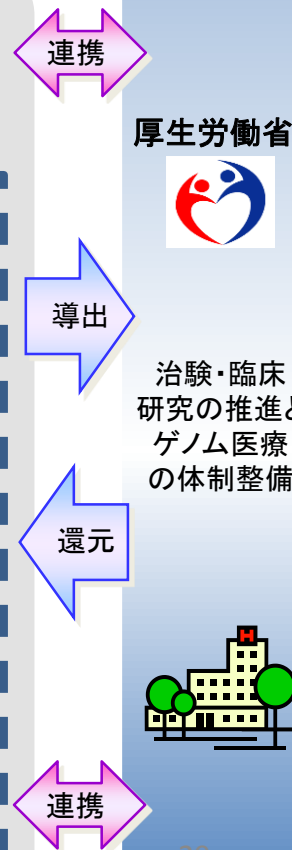 連携
厚生労働省
導出
治験・臨床
研究の推進と
ゲノム医療
の体制整備
還元
H
連携